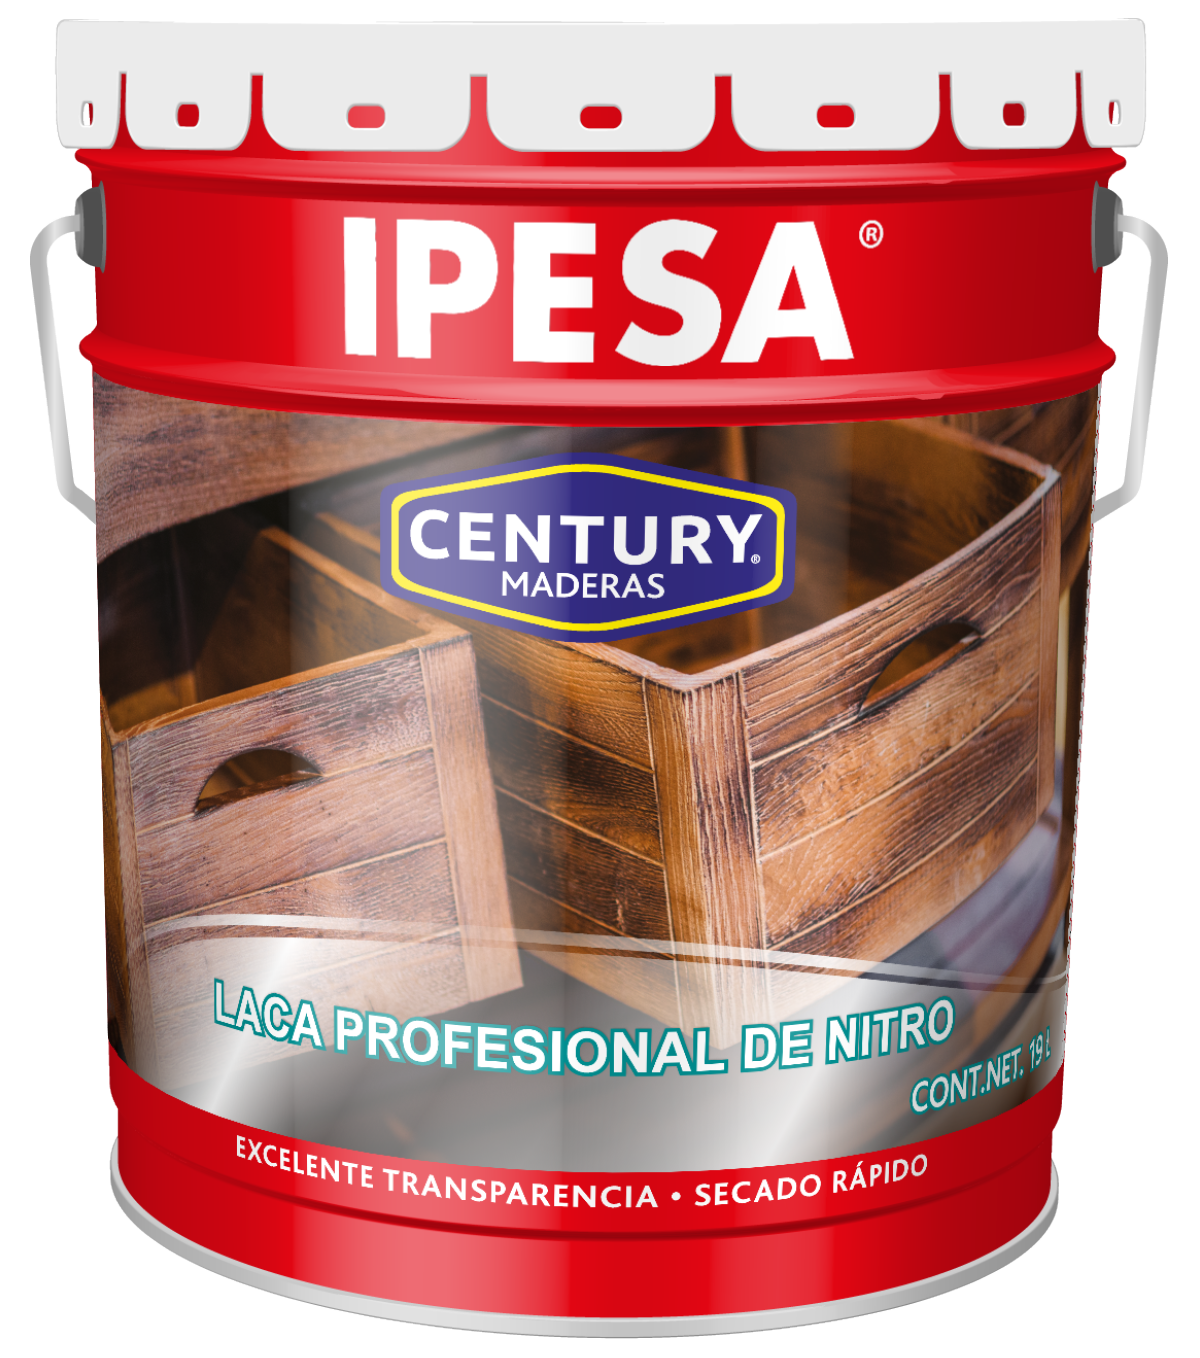 IPESA®
CENTURY®
MADERAS
LACA PROFESIONAL DE NITRO
CONT.NET. 19 L
EXCELENTE TRANSPARENCIA • SECADO RÁPIDO